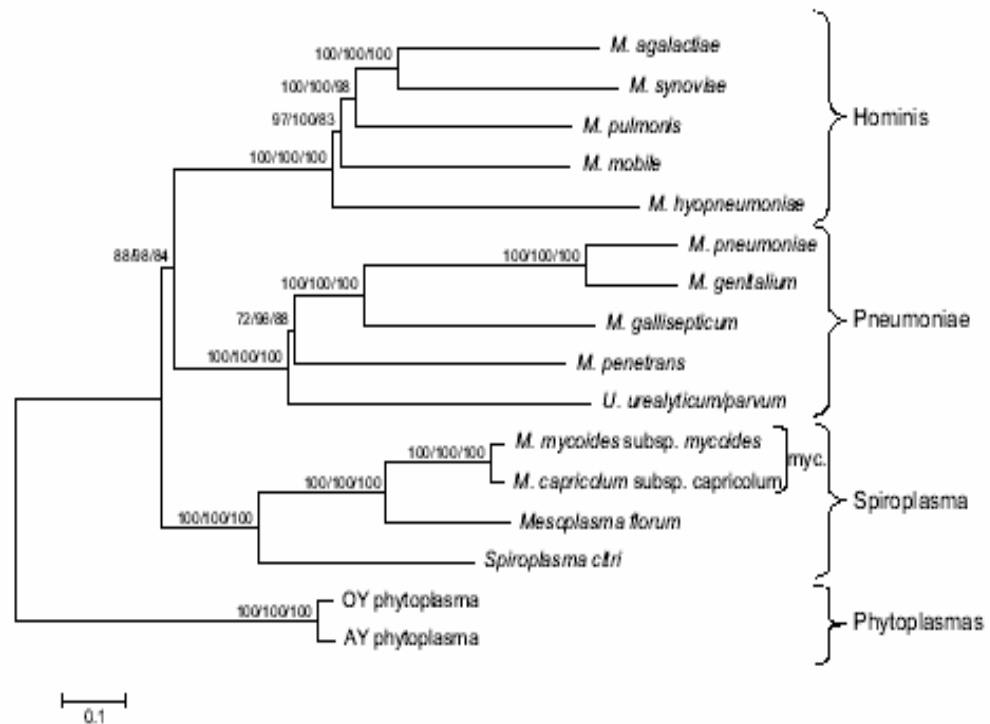 100/100/100
M. agalactiae
M. synoviae
100/100/98
M. pulmonis
97/100/83
M. mobile
100/100/100
M. hyopneumoniae
Hominis
88/98/84
M. pneumoniae
100/100/100
M. genitalium
100/100/100
M. gallisepticum
72/96/88
M. penetrans
100/100/100
U. urealyticum/parvum
Pneumoniae
M. mycoides subsp. mycoides
100/100/100
M. capricolum subsp. capricolum
myc.
100/100/100
Mesoplasma florum
100/100/100
Spiroplasma citri
Spiroplasma
OY phytoplasma
100/100/100
AY phytoplasma
Phytoplasmas
0.1